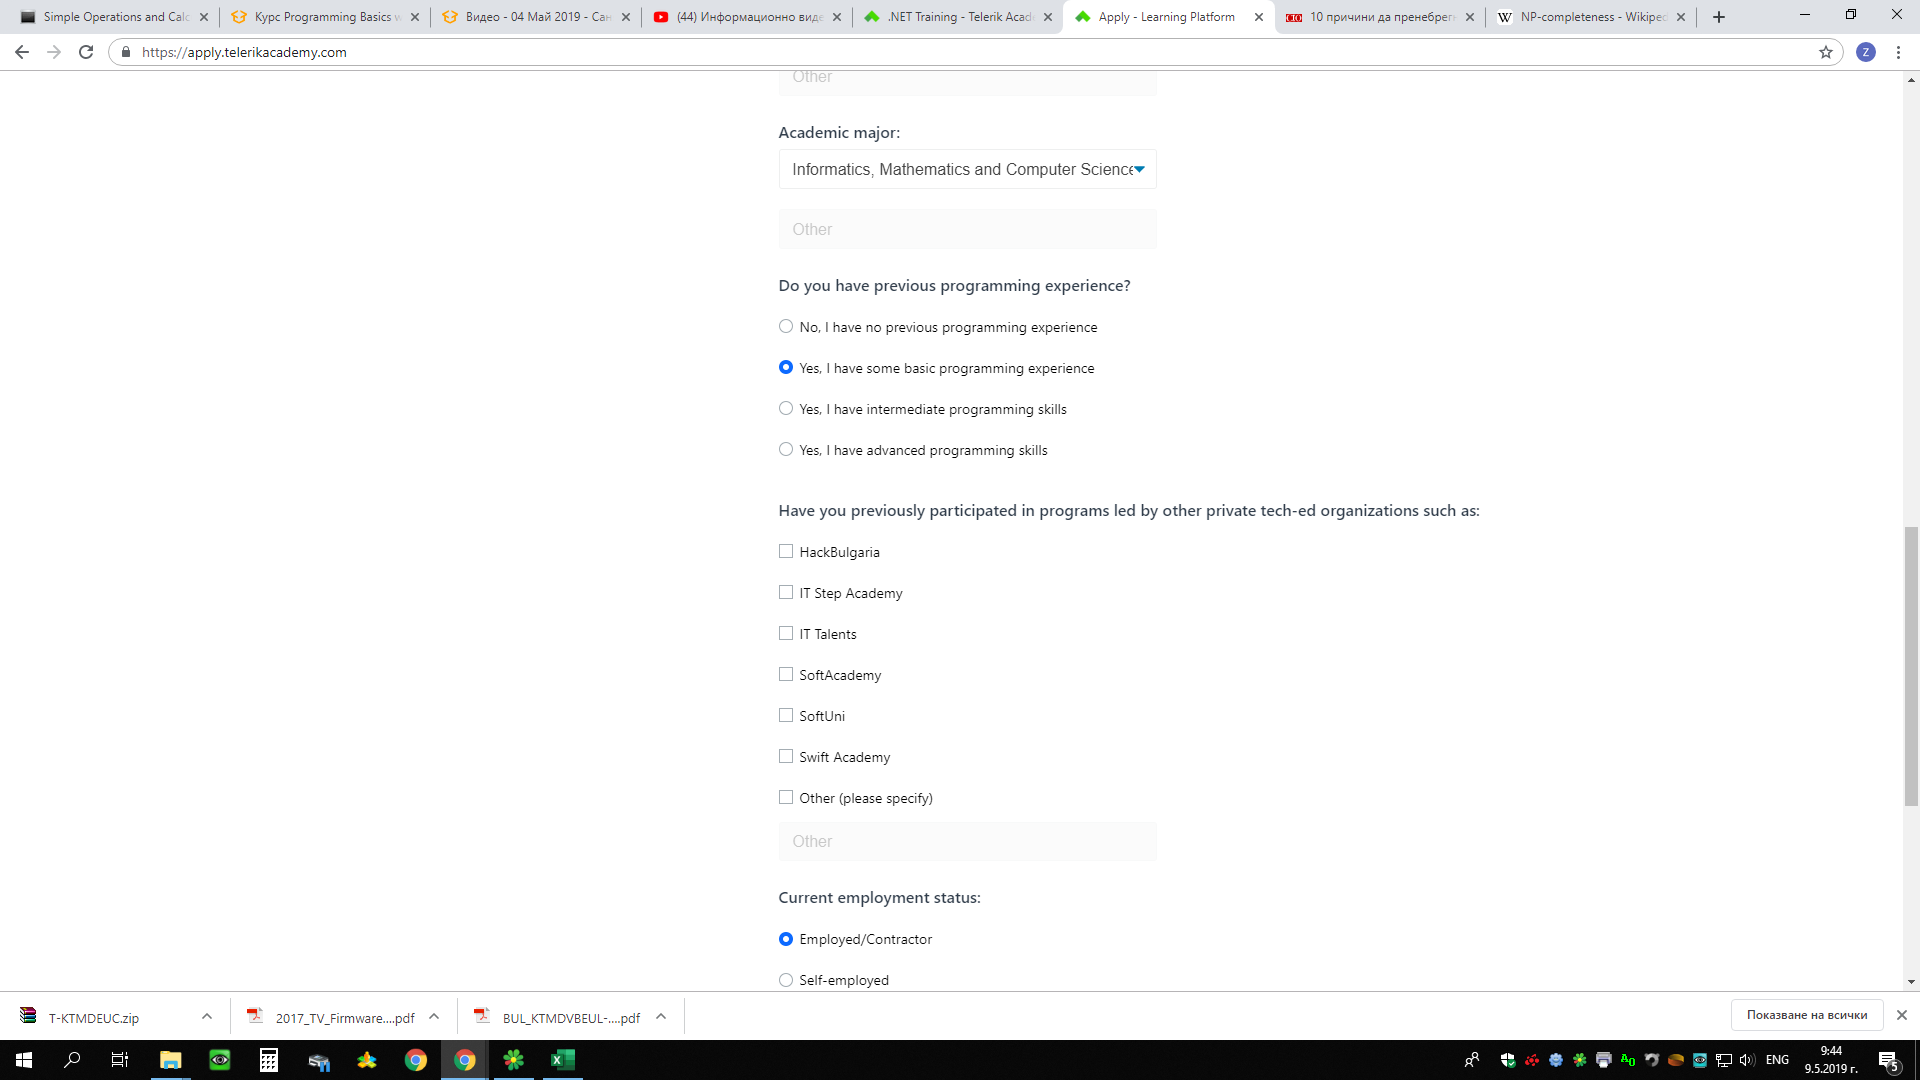 Simple Operations and Calc
Курс Programming Basics w
Видео - 04 Май 2019 - Сан
(44) Информационно виде
.NET Training - Telerik Acad
Apply - Learning Platform
10 причини да пренебрегн
NP-completeness - Wikiped
https://apply.telerikacademy.com
Z
Other
Academic major:
Informatics, Mathematics and Computer Science
Other
Do you have previous programming experience?
No, I have no previous programming experience
Yes, I have some basic programming experience
Yes, I have intermediate programming skills
Yes, I have advanced programming skills
Have you previously participated in programs led by other private tech-ed organizations such as:
HackBulgaria
IT Step Academy
IT Talents
SoftAcademy
SoftUni
Swift Academy
Other (please specify)
Other
Current employment status:
Employed/Contractor
Self-employed
T-KTMDEUC.zip
2017_TV_Firmware....pdf
BUL_KTMDVBEUL-....pdf
Показване на всички
ENG
9:44
9.5.2019 г.
5